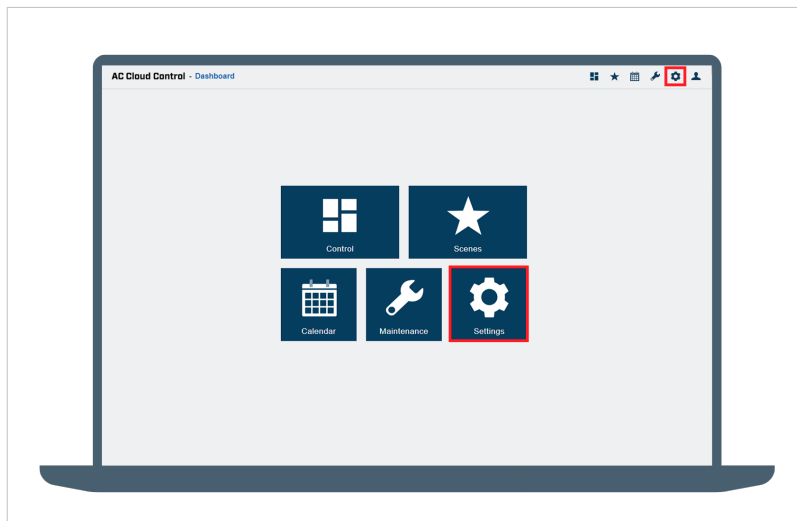 AC Cloud Control - Dashboard
Control
Scenes
Calendar
Maintenance
Settings